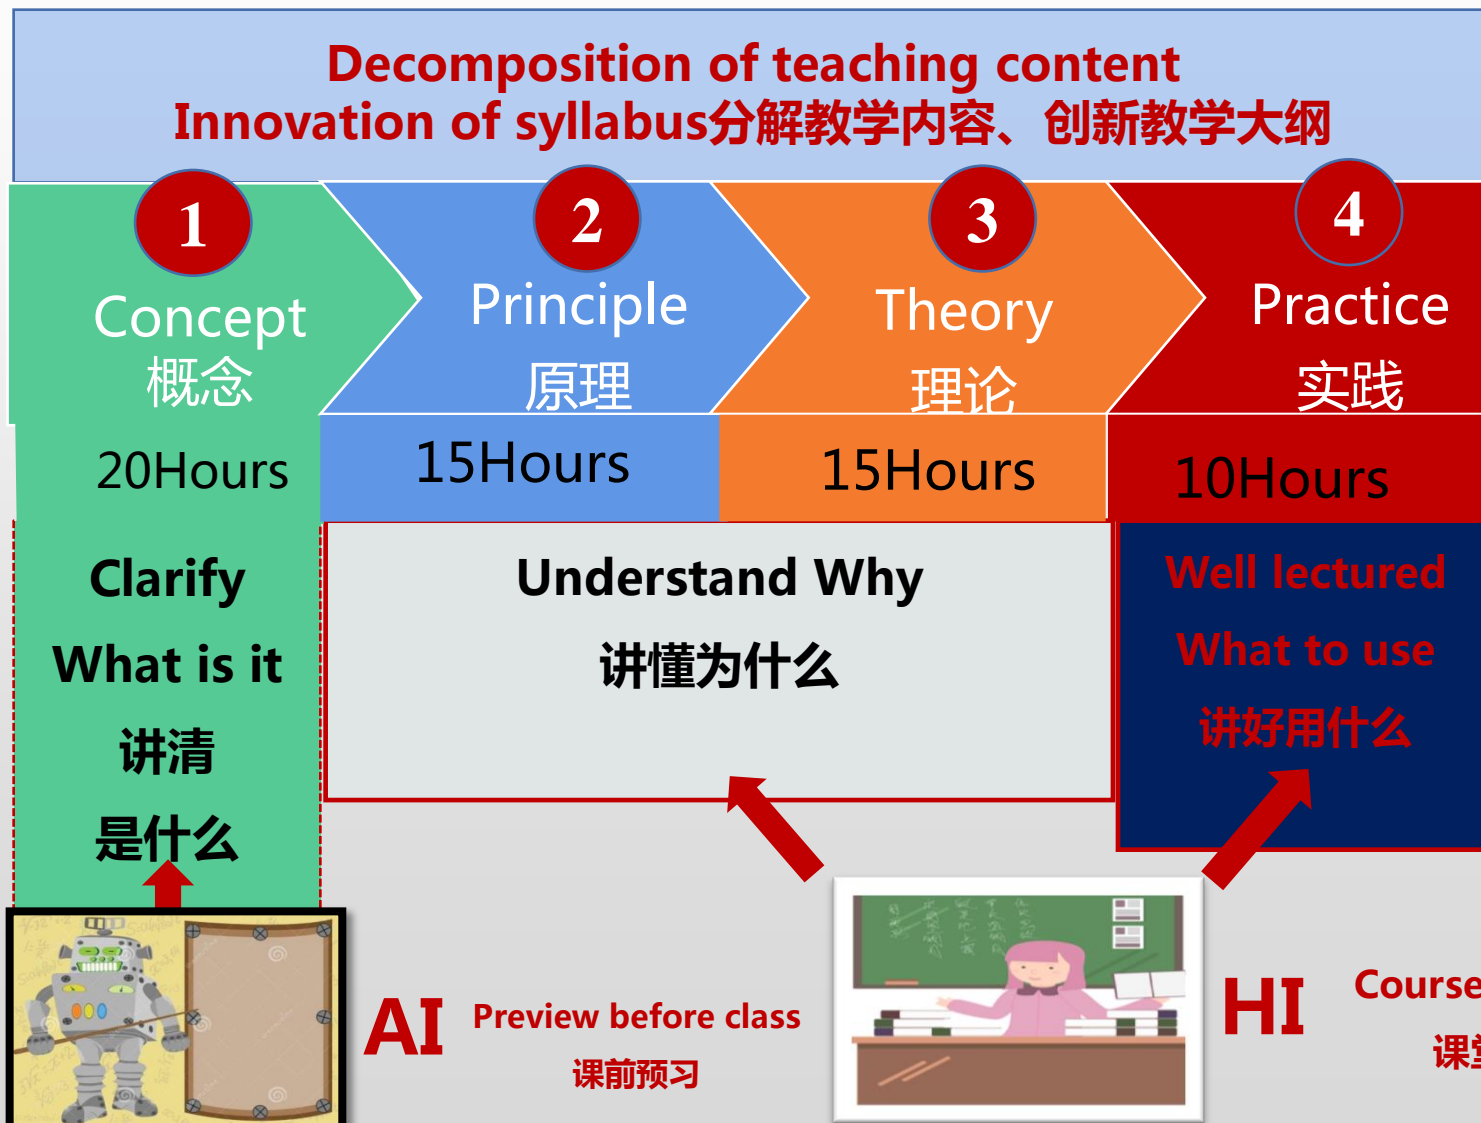 Decomposition of teaching content
Innovation of syllabus分解教学内容、创新教学大纲
1
2
3
4
Concept
概念
Principle
原理
Theory
理论
Practice
实践
20Hours
15Hours
15Hours
10Hours
Clarify
What is it
讲清
是什么
Understand Why
讲懂为什么
Well lectured
What to use
讲好用什么
AI
Preview before class
课前预习
HI
Course
课堂